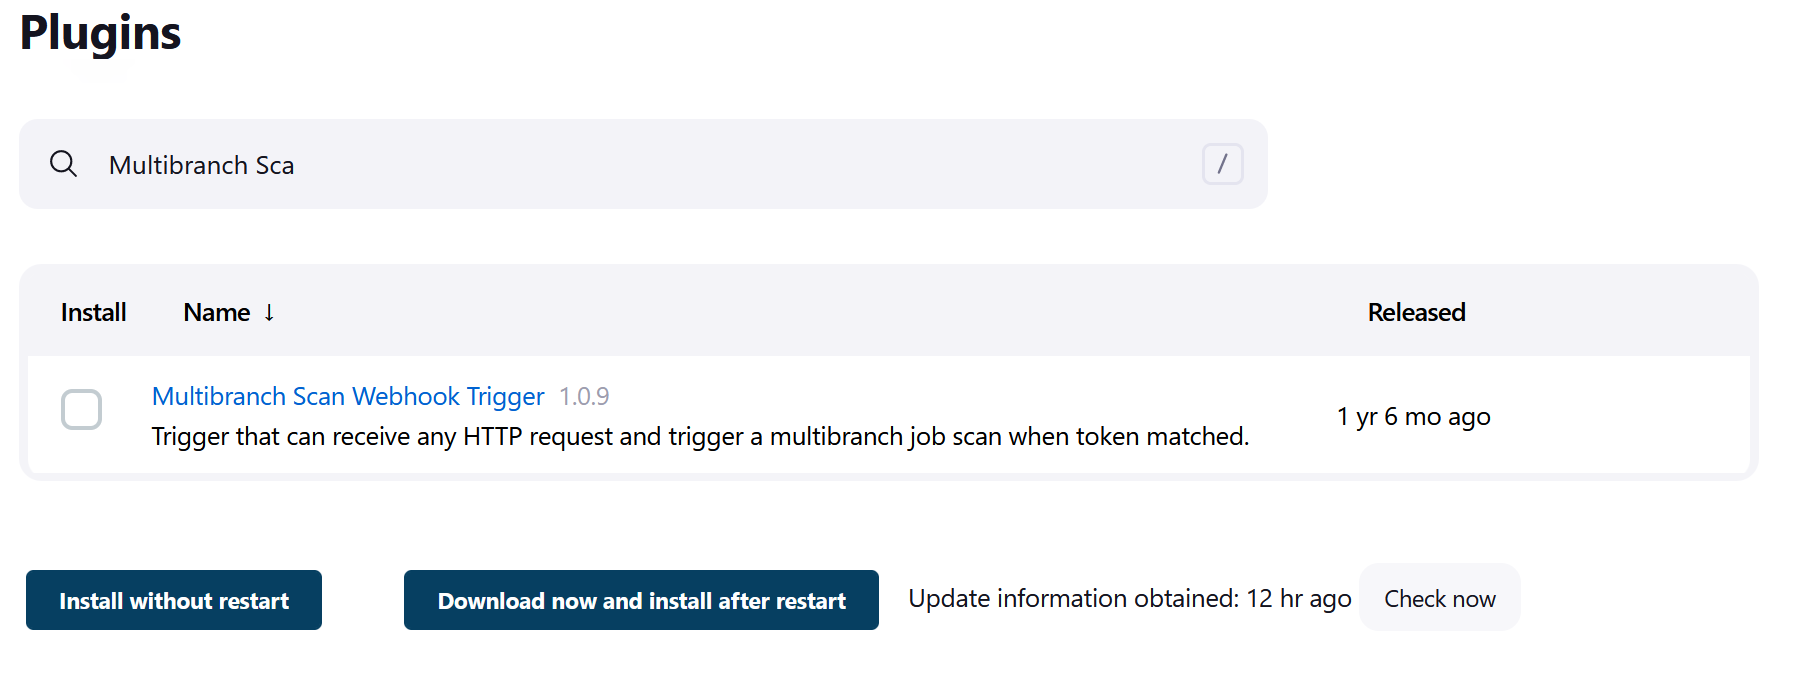 Plugins
Multibranch Sca
/
Install Name ↓ Released
Multibranch Scan Webhook Trigger 1.0.9
Trigger that can receive any HTTP request and trigger a multibranch job scan when token matched.
1 yr 6 mo ago
Install without restart
Download now and install after restart
Update information obtained: 12 hr ago
Check now